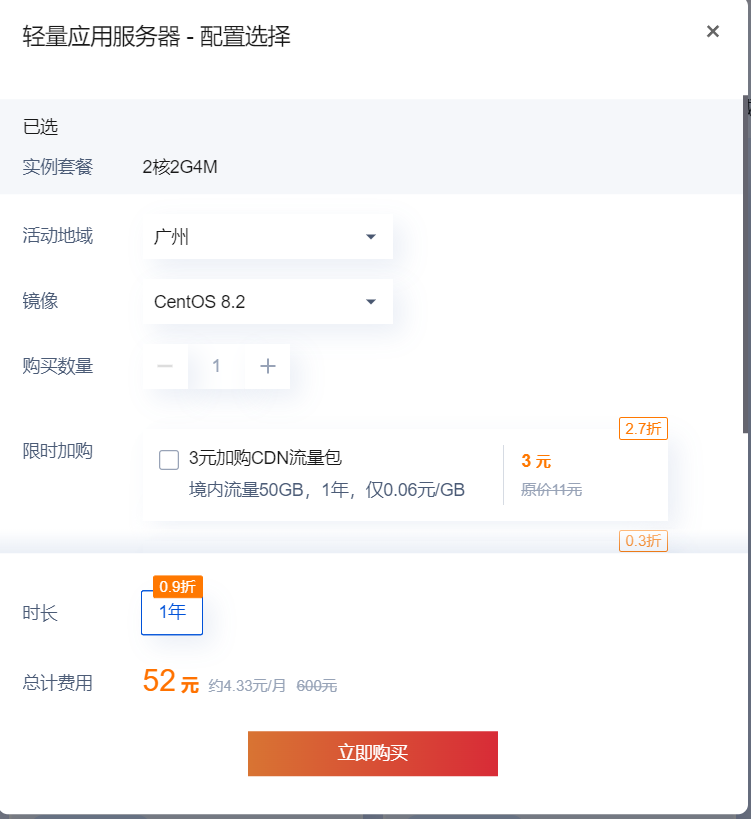 轻量应用服务器 - 配置选择
已选
实例套餐 2核2G4M
活动地域 广州
镜像 CentOS 8.2
购买数量 1
2.7折
限时加购 3元加购CDN流量包 3 元
境内流量50GB，1年，仅0.06元/GB 原价11元
0.3折
0.9折
时长 1年
总计费用 52 元 约4.33元/月 600元
立即购买